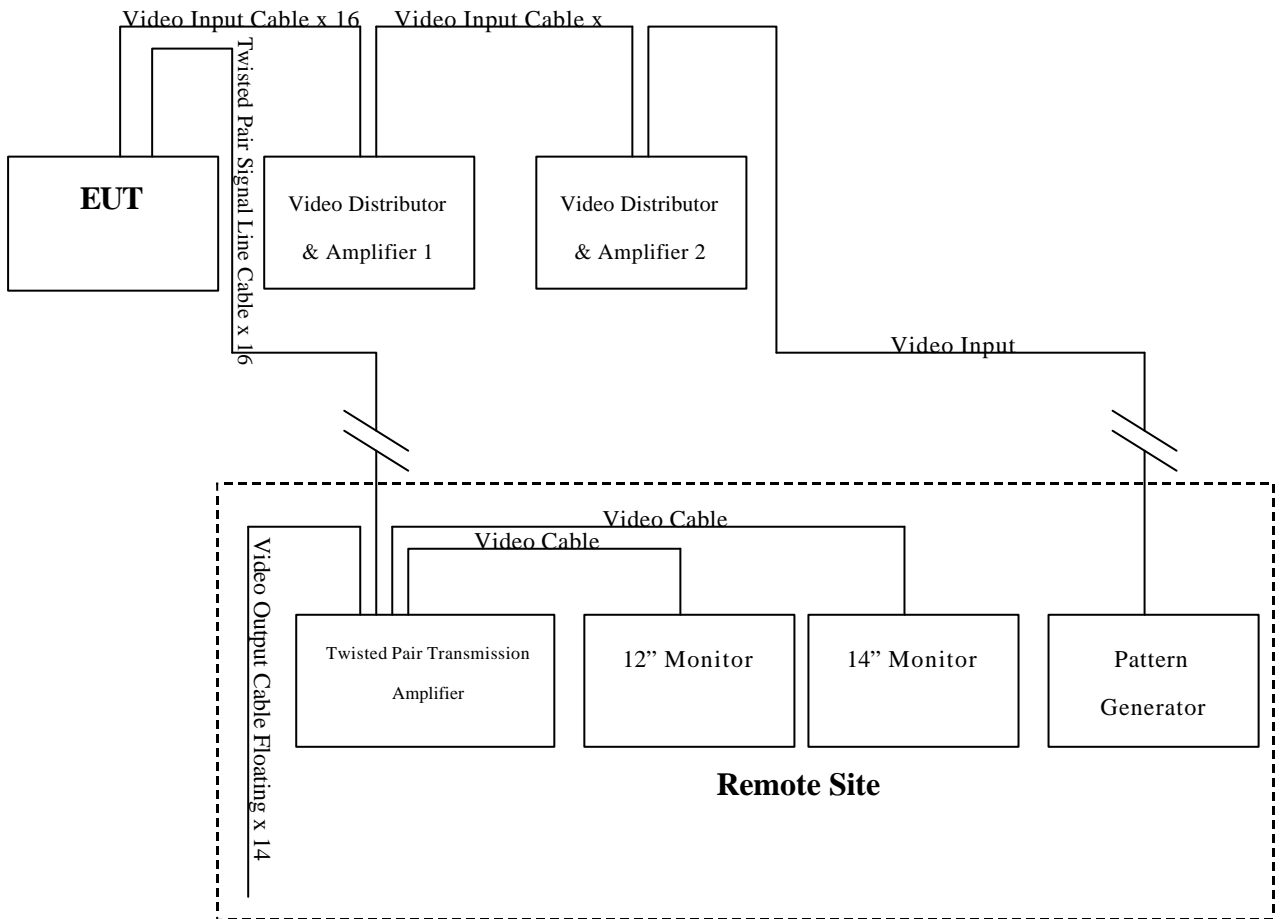 Video Input Cable x 16
Video Input Cable x
Twisted Pair Signal Line Cable x 16
EUT
Video Distributor
& Amplifier 1
Video Distributor
& Amplifier 2
Video Input
Video Cable
Video Cable
Video Output Cable Floating x 14
Twisted Pair Transmission
Amplifier
12” Monitor
14” Monitor
Pattern
Generator
Remote Site